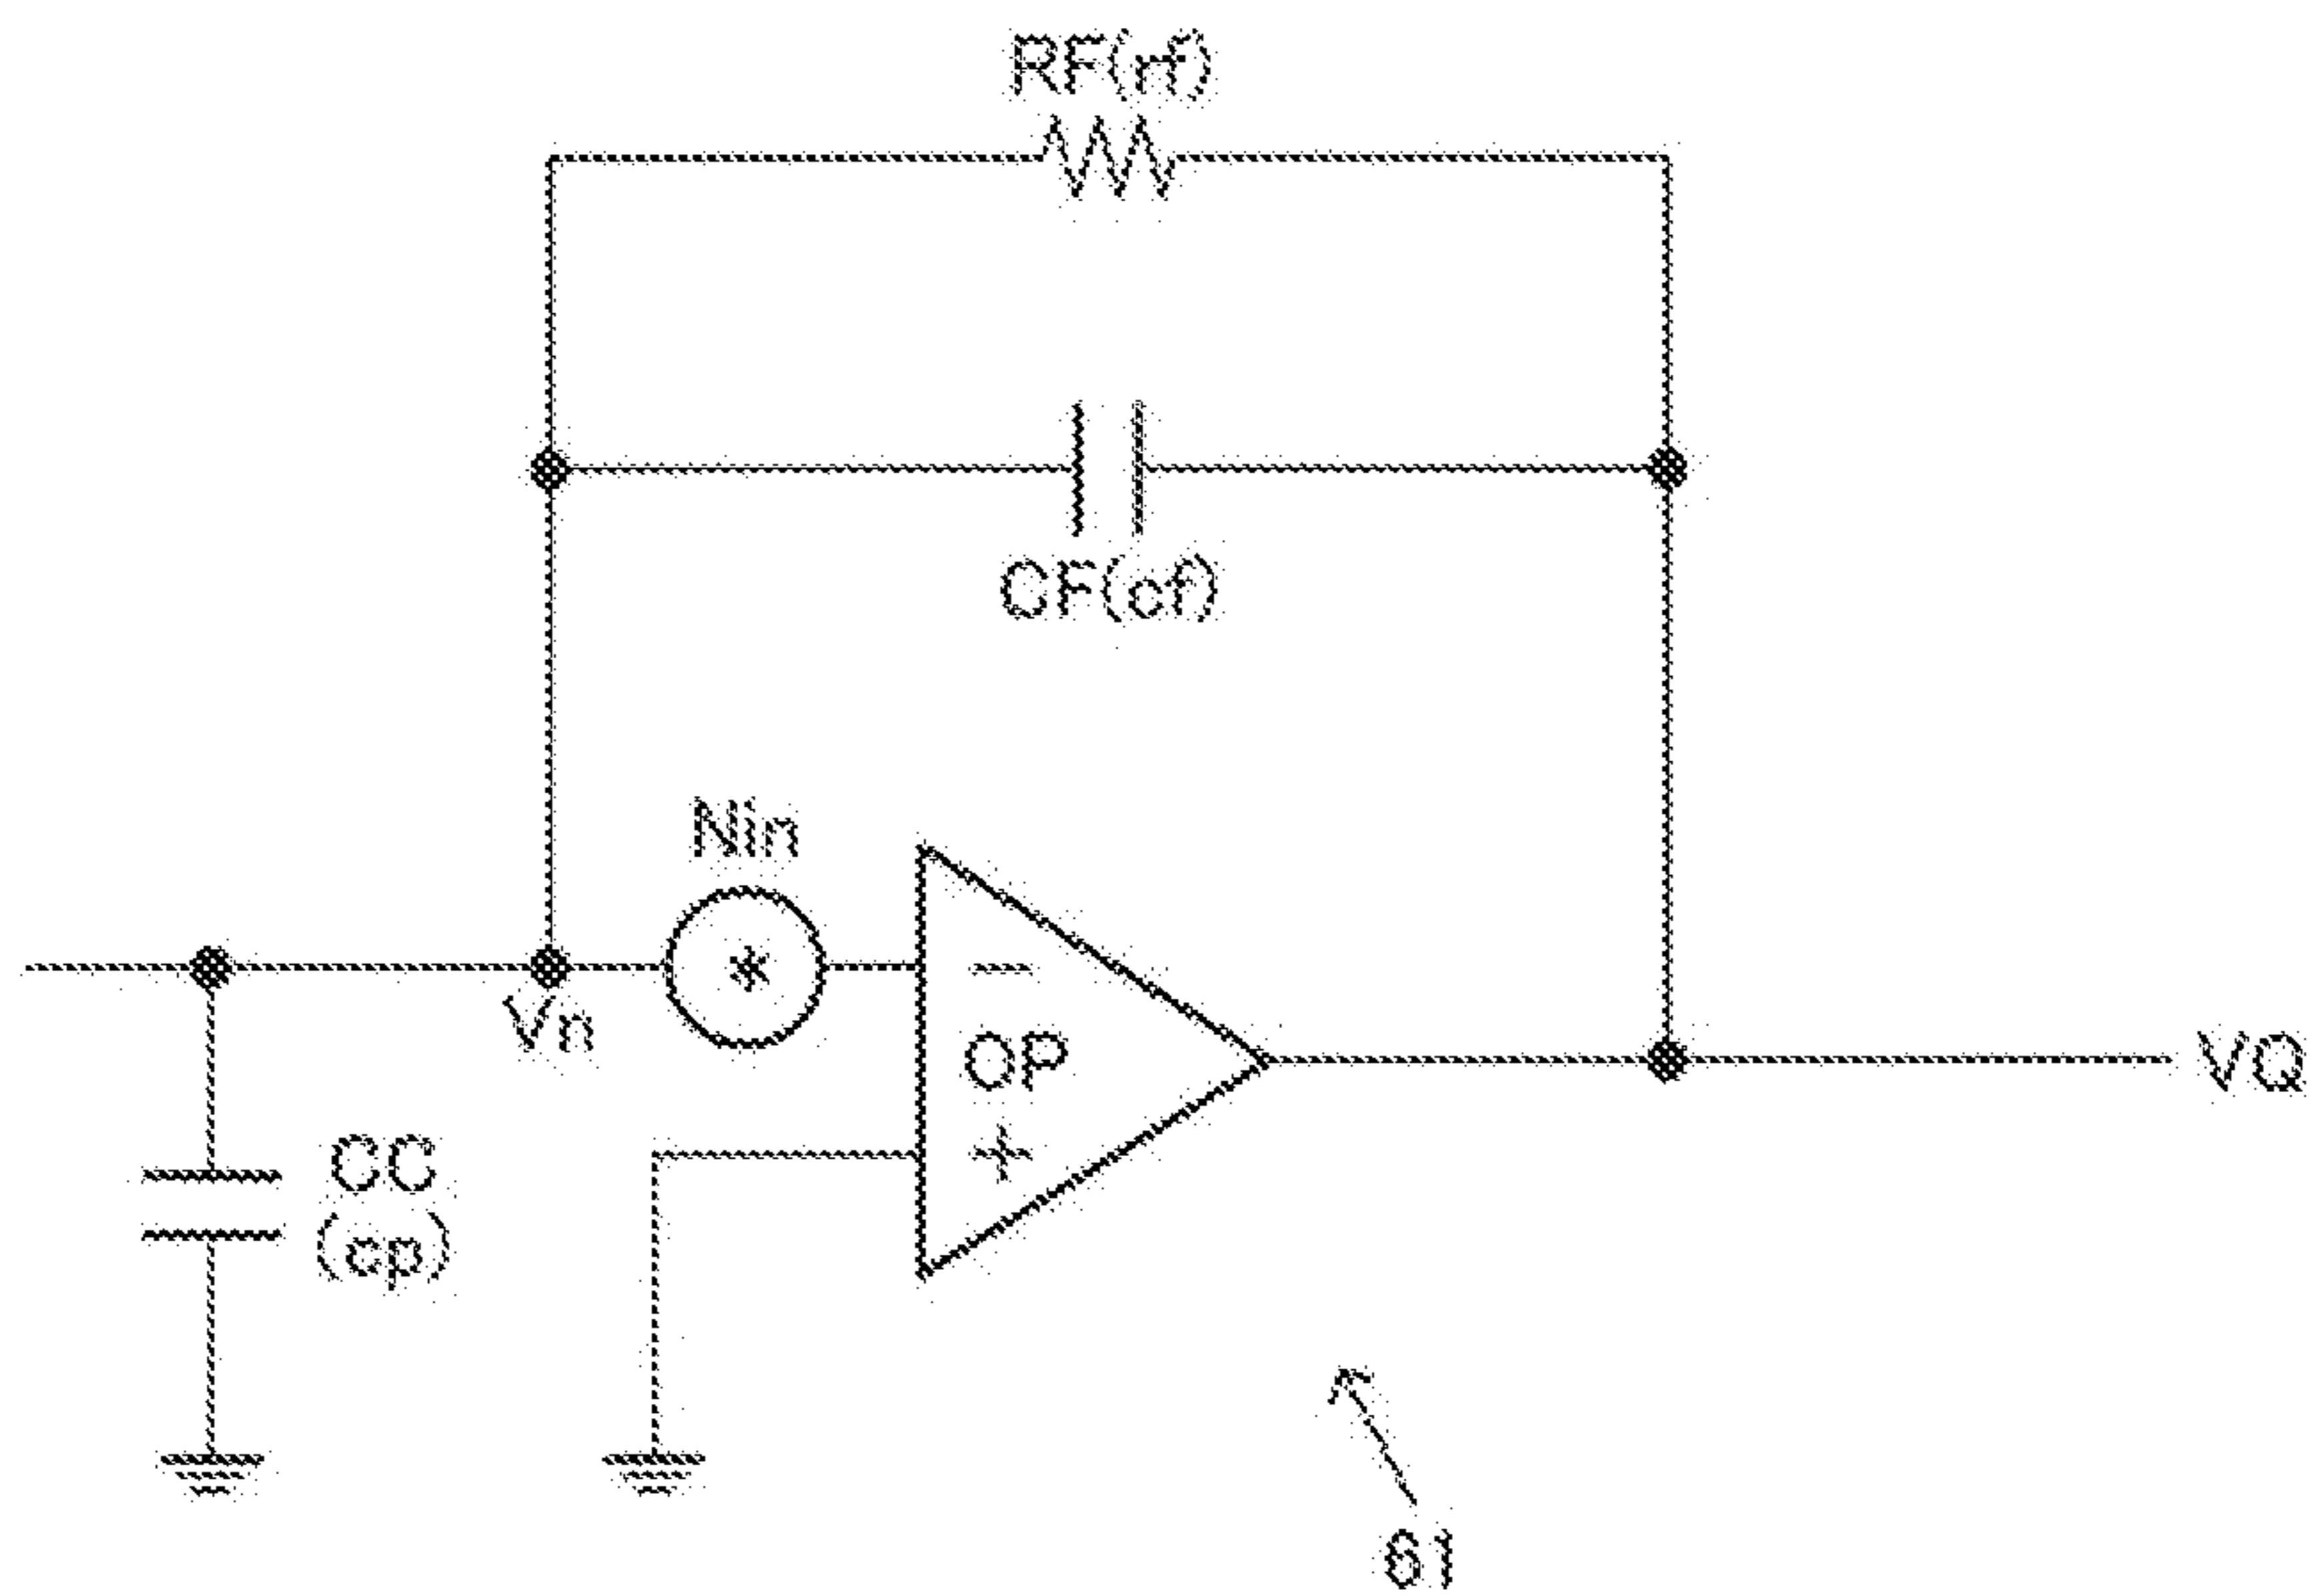 RF(rf)
CF(cf)
Nin
Vn
−
OP
+
VQ
CC
(cp)
61